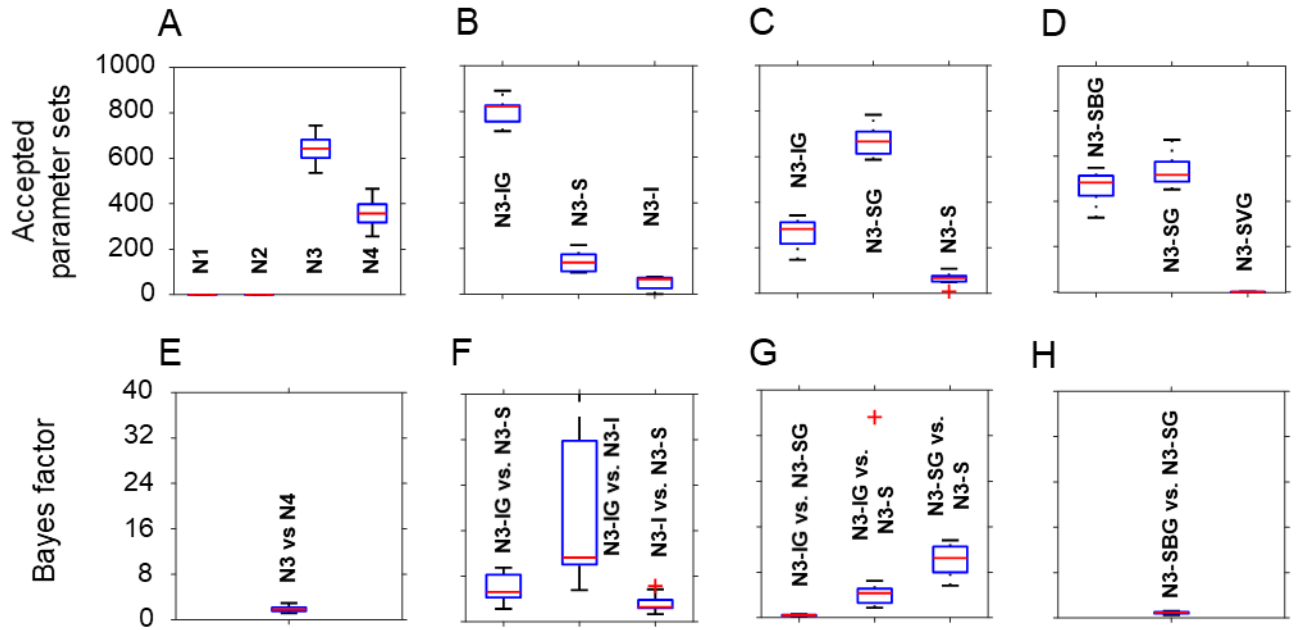 A
B
C
D
Accepted
parameter sets
1000
800
600
400
200
0
N1
N2
N3
N4
N3-IG
N3-S
N3-I
N3-IG
N3-SG
N3-S
N3-SBG
N3-SG
N3-SVG
E
F
G
H
Bayes factor
40
32
24
16
8
0
N3 vs N4
N3-IG vs. N3-S
N3-IG vs. N3-I
N3-I vs. N3-S
N3-IG vs. N3-SG
N3-IG vs.
N3-S
N3-SG vs.
N3-S
N3-SBG vs. N3-SG